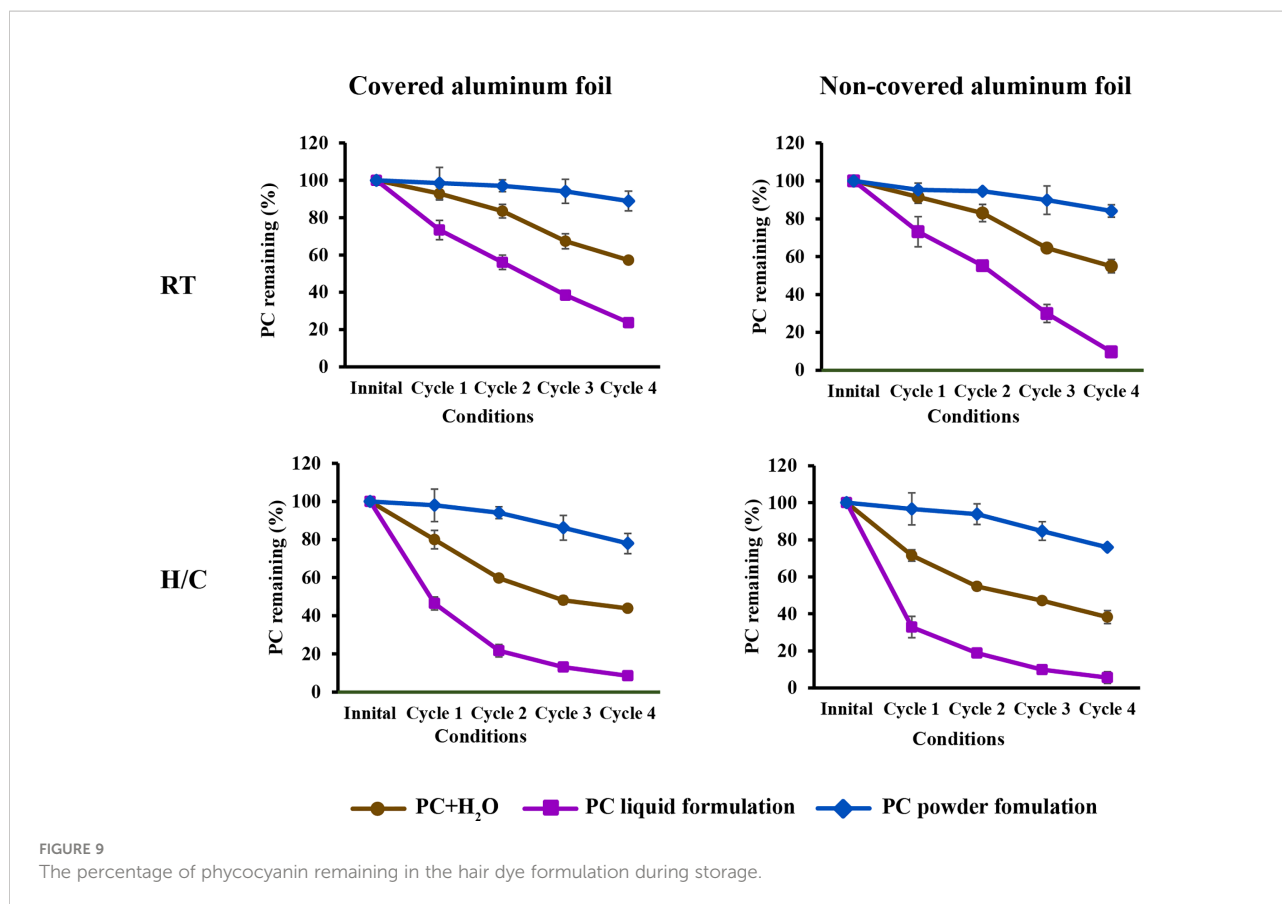 Covered aluminum foil
Non-covered aluminum foil
RT
PC remaining (%)
120
100
80
60
40
20
0
Innital Cycle 1 Cycle 2 Cycle 3 Cycle 4
Conditions
PC remaining (%)
120
100
80
60
40
20
0
Innital Cycle 1 Cycle 2 Cycle 3 Cycle 4
Conditions
H/C
PC remaining (%)
120
100
80
60
40
20
0
Innital Cycle 1 Cycle 2 Cycle 3 Cycle 4
Conditions
PC remaining (%)
120
100
80
60
40
20
0
Innital Cycle 1 Cycle 2 Cycle 3 Cycle 4
Conditions
PC+H₂O PC liquid formulation PC powder fomulation
FIGURE 9
The percentage of phycocyanin remaining in the hair dye formulation during storage.